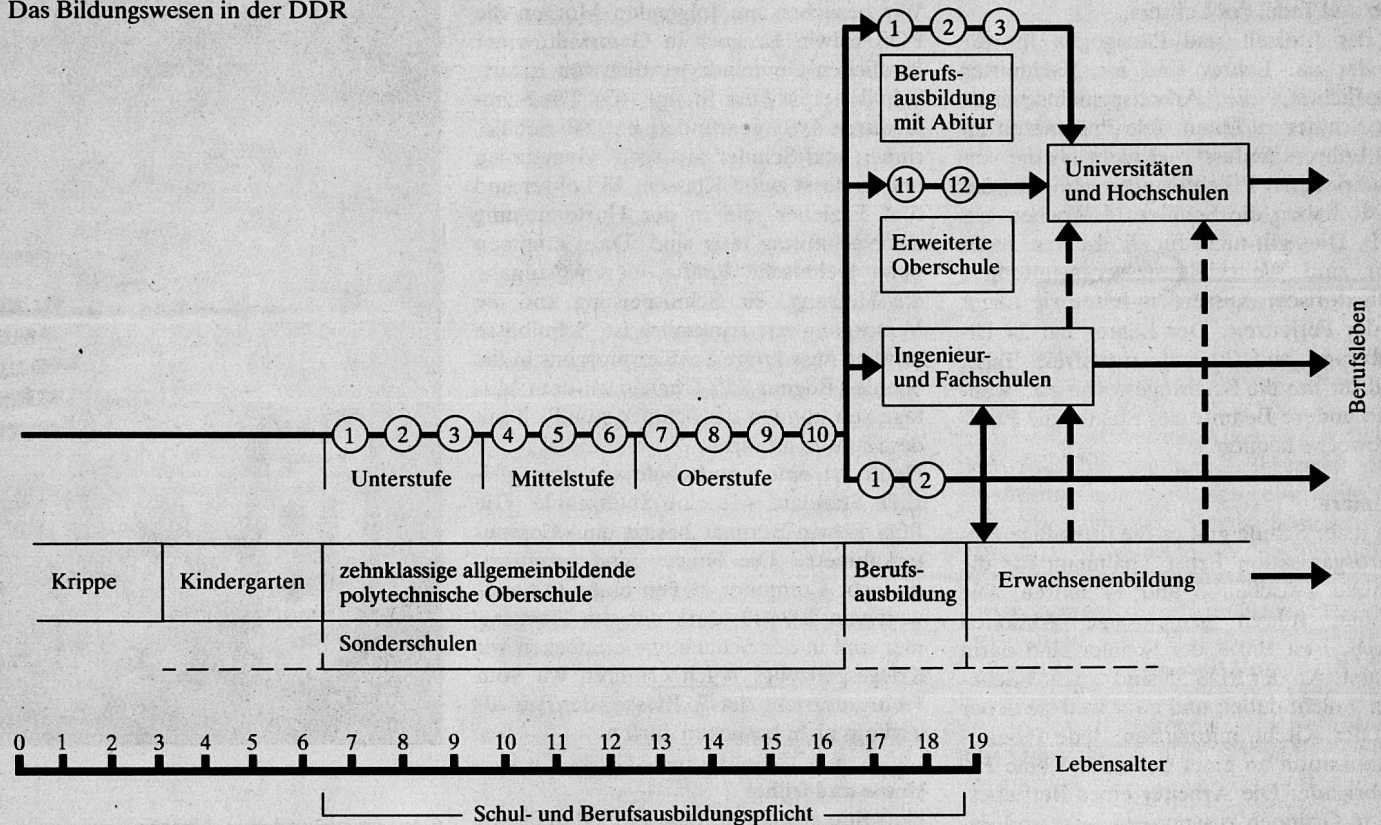 Das Bildungswesen in der DDR
1 2 3
Berufs-
ausbildung
mit Abitur
11 12
Universitäten
und Hochschulen
Erweiterte
Oberschule
Ingenieur-
und Fachschulen
Berufsleben
1 2 3 4 5 6 7 8 9 10
Unterstufe Mittelstufe Oberstufe
1 2
Krippe
Kindergarten
zehnklassige allgemeinbildende
polytechnische Oberschule
Berufs-
ausbildung
Erwachsenenbildung
Sonderschulen
0 1 2 3 4 5 6 7 8 9 10 11 12 13 14 15 16 17 18 19
Lebensalter
Schul- und Berufsausbildungspflicht